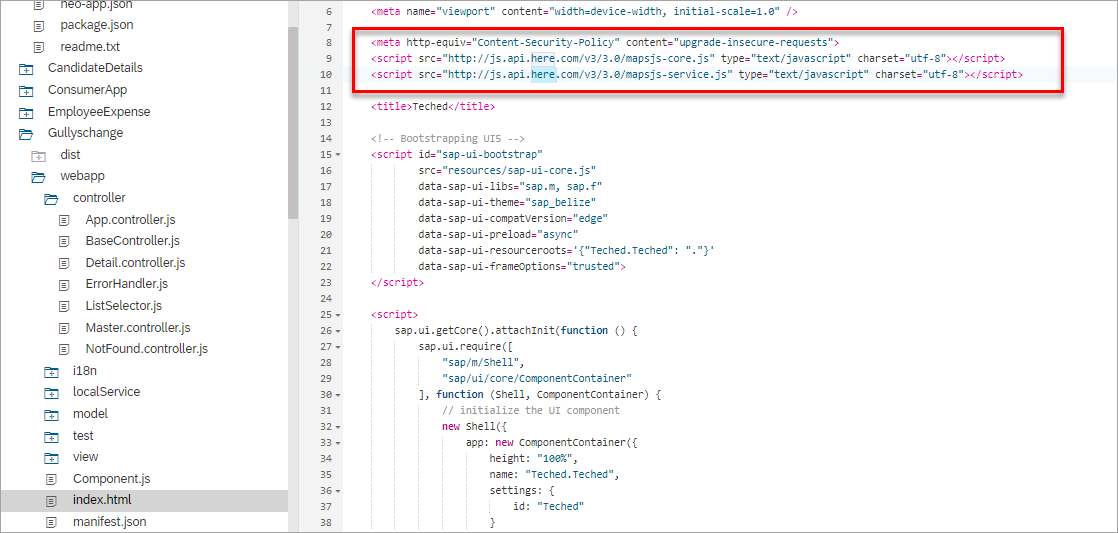 neo-app.json
package.json
readme.txt
CandidateDetails
ConsumerApp
EmployeeExpense
Gullyschange
dist
webapp
controller
App.controller.js
BaseController.js
Detail.controller.js
ErrorHandler.js
ListSelector.js
Master.controller.js
NotFound.controller.js
i18n
localService
model
test
view
Component.js
index.html
manifest.json
6 <meta name="viewport" content="width=device-width, initial-scale=1.0" />
7
8 <meta http-equiv="Content-Security-Policy" content="upgrade-insecure-requests">
9 <script src="http://js.api.here.com/v3/3.0/mapsjs-core.js" type="text/javascript" charset="utf-8"></script>
10 <script src="http://js.api.here.com/v3/3.0/mapsjs-service.js" type="text/javascript" charset="utf-8"></script>
11
12 <title>Teched</title>
13
14 <!-- Bootstrapping UI5 -->
15 <script id="sap-ui-bootstrap"
16 src="resources/sap-ui-core.js"
17 data-sap-ui-libs="sap.m, sap.f"
18 data-sap-ui-theme="sap_belize"
19 data-sap-ui-compatVersion="edge"
20 data-sap-ui-preload="async"
21 data-sap-ui-resourceroots='{"Teched.Teched": "."}'
22 data-sap-ui-frameOptions="trusted">
23 </script>
24
25 <script>
26 sap.ui.getCore().attachInit(function () {
27 sap.ui.require([
28 "sap/m/Shell",
29 "sap/ui/core/ComponentContainer"
30 ], function (Shell, ComponentContainer) {
31 // initialize the UI component
32 new Shell({
33 app: new ComponentContainer({
34 height: "100%",
35 name: "Teched.Teched",
36 settings: {
37 id: "Teched"
38 }